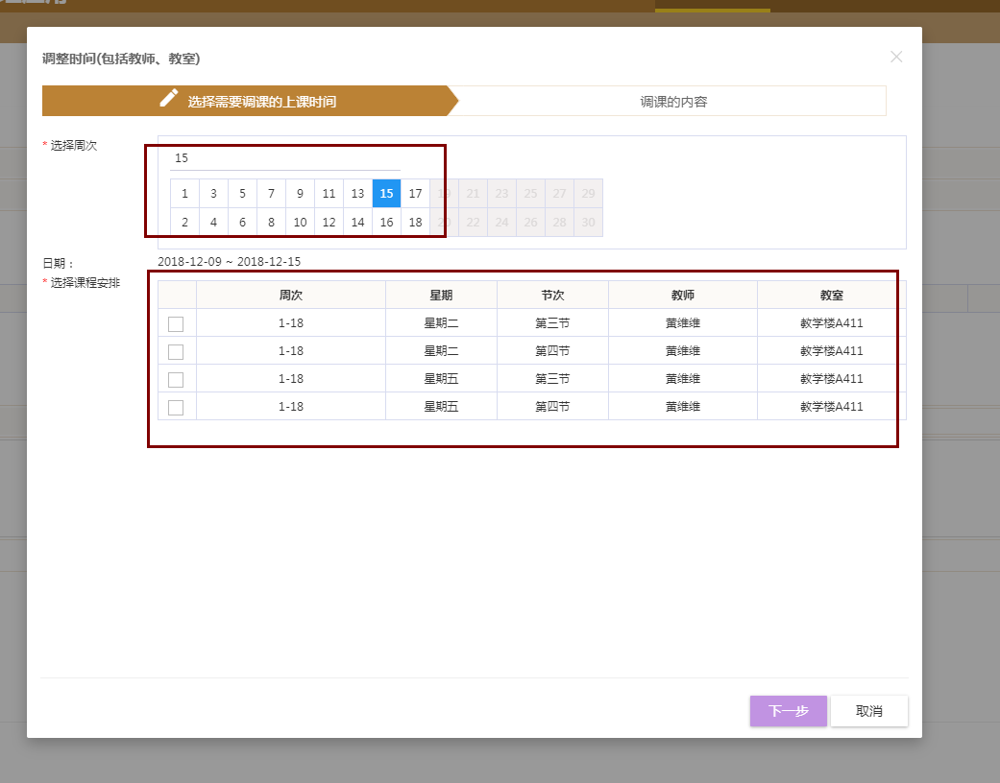 调整时间(包括教师、教室)
选择需要调课的上课时间 调课的内容
* 选择周次
15
1 3 5 7 9 11 13 15 17 19 21 23 25 27 29
2 4 6 8 10 12 14 16 18 20 22 24 26 28 30
日期： 2018-12-09 ~ 2018-12-15
* 选择课程安排
周次 星期 节次 教师 教室
1-18 星期二 第三节 黄维维 教学楼A411
1-18 星期二 第四节 黄维维 教学楼A411
1-18 星期五 第三节 黄维维 教学楼A411
1-18 星期五 第四节 黄维维 教学楼A411
下一步 取消